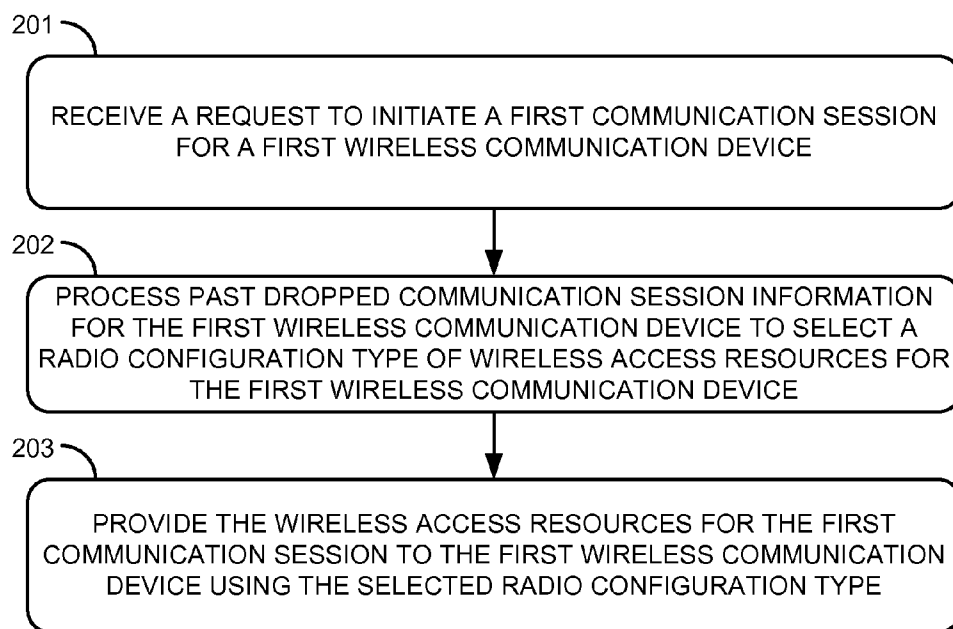 201
RECEIVE A REQUEST TO INITIATE A FIRST COMMUNICATION SESSION
FOR A FIRST WIRELESS COMMUNICATION DEVICE
202
PROCESS PAST DROPPED COMMUNICATION SESSION INFORMATION
FOR THE FIRST WIRELESS COMMUNICATION DEVICE TO SELECT A
RADIO CONFIGURATION TYPE OF WIRELESS ACCESS RESOURCES FOR
THE FIRST WIRELESS COMMUNICATION DEVICE
203
PROVIDE THE WIRELESS ACCESS RESOURCES FOR THE FIRST
COMMUNICATION SESSION TO THE FIRST WIRELESS COMMUNICATION
DEVICE USING THE SELECTED RADIO CONFIGURATION TYPE